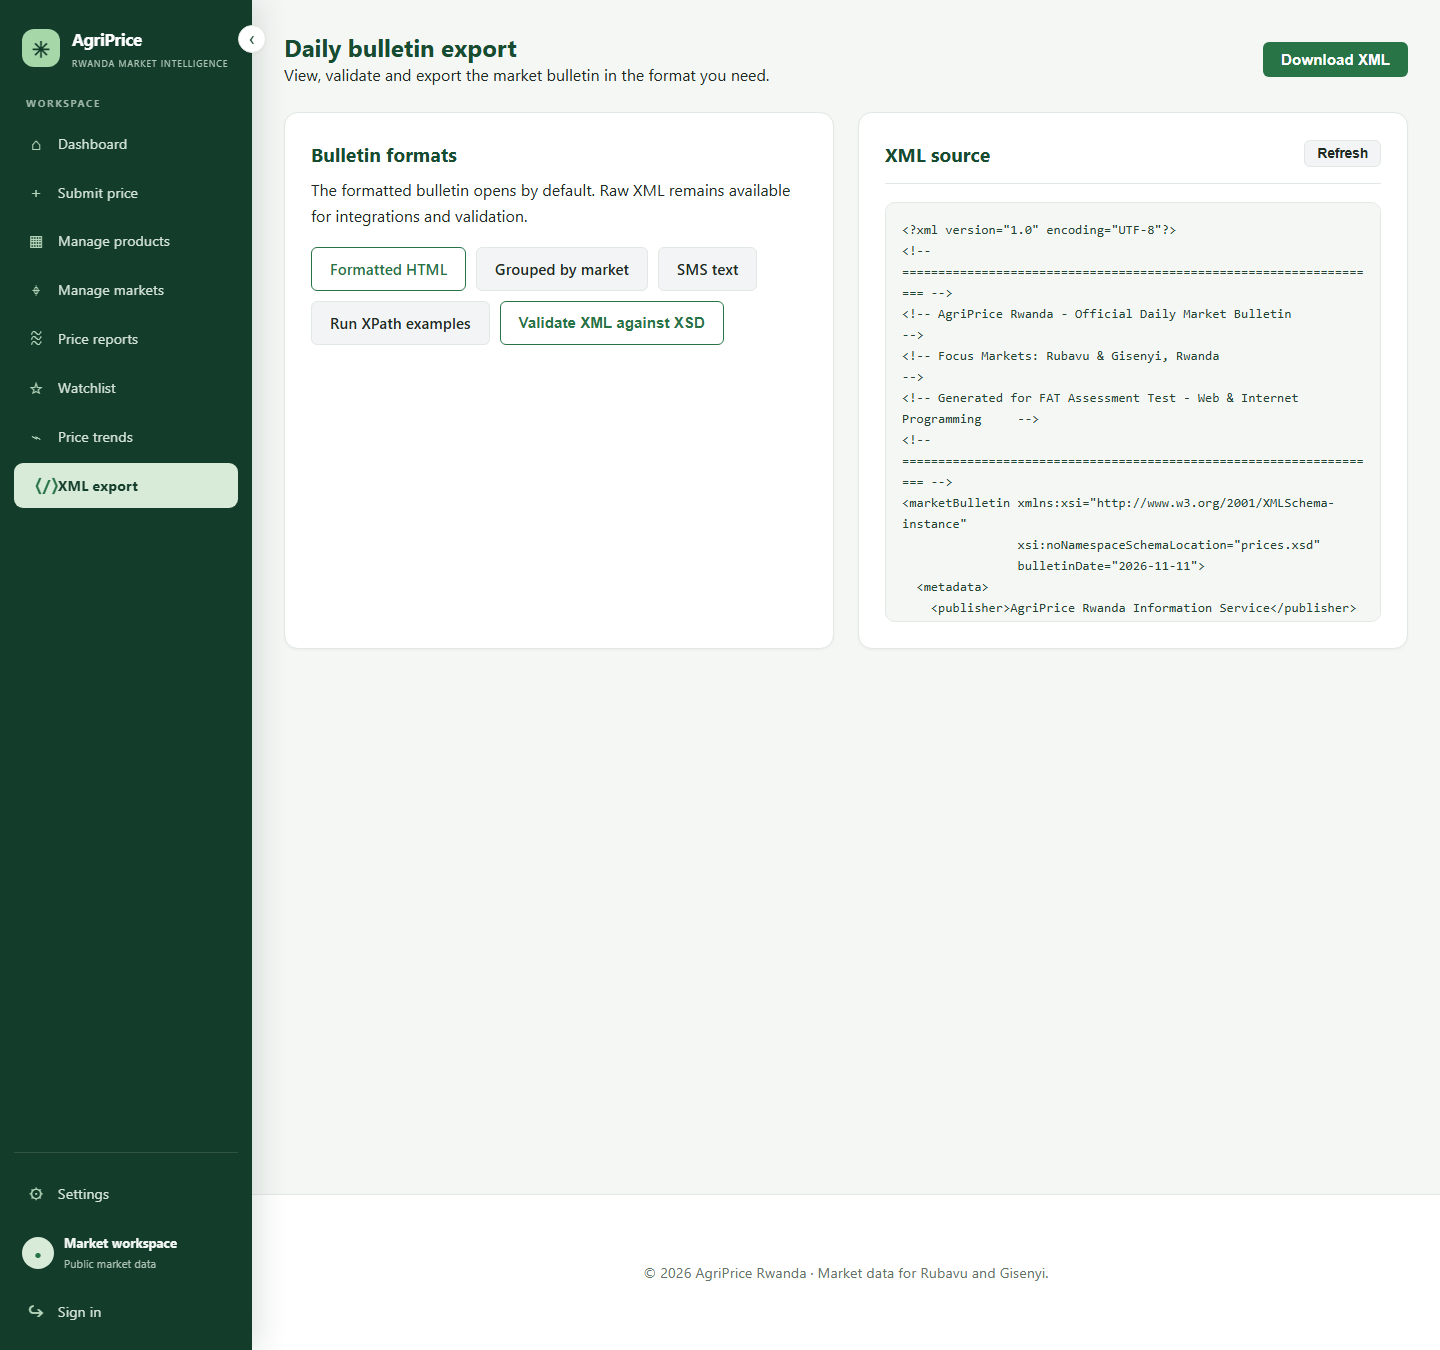 AgriPrice
RWANDA MARKET INTELLIGENCE
WORKSPACE
Dashboard
Submit price
Manage products
Manage markets
Price reports
Watchlist
Price trends
XML export
Settings
Market workspace
Public market data
Sign in
Daily bulletin export
View, validate and export the market bulletin in the format you need.
Download XML
Bulletin formats
The formatted bulletin opens by default. Raw XML remains available
for integrations and validation.
Formatted HTML
Grouped by market
SMS text
Run XPath examples
Validate XML against XSD
XML source
Refresh
<?xml version="1.0" encoding="UTF-8"?>
<!--
================================================================
=== -->
<!-- AgriPrice Rwanda - Official Daily Market Bulletin
-->
<!-- Focus Markets: Rubavu & Gisenyi, Rwanda
-->
<!-- Generated for FAT Assessment Test - Web & Internet
Programming     -->
<!--
================================================================
=== -->
<marketBulletin xmlns:xsi="http://www.w3.org/2001/XMLSchema-
instance"
                xsi:noNamespaceSchemaLocation="prices.xsd"
                bulletinDate="2026-11-11">
  <metadata>
    <publisher>AgriPrice Rwanda Information Service</publisher>
© 2026 AgriPrice Rwanda · Market data for Rubavu and Gisenyi.